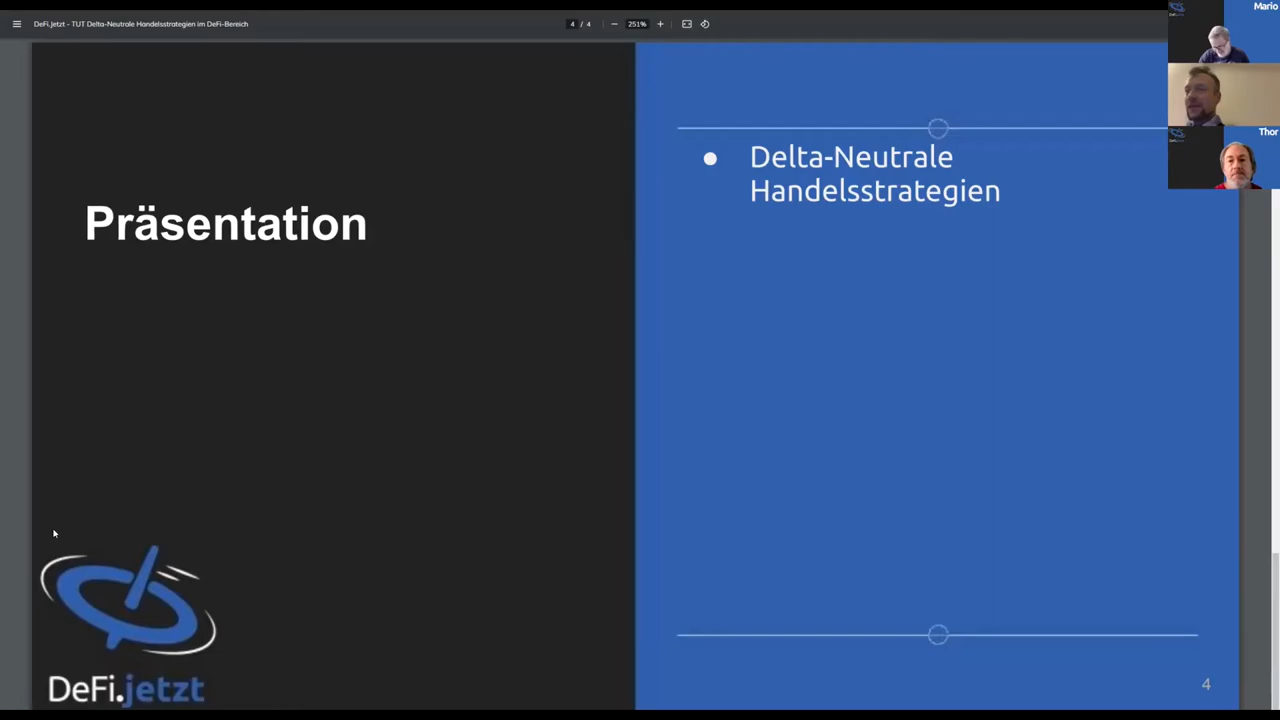 DeFi.Jetzt - TUT Delta-Neutrale Handelsstrategien im DeFi-Bereich
4 / 4
251%
Mario
Thor
Präsentation
● Delta-Neutrale
Handelsstrategien
DeFi.jetzt
4